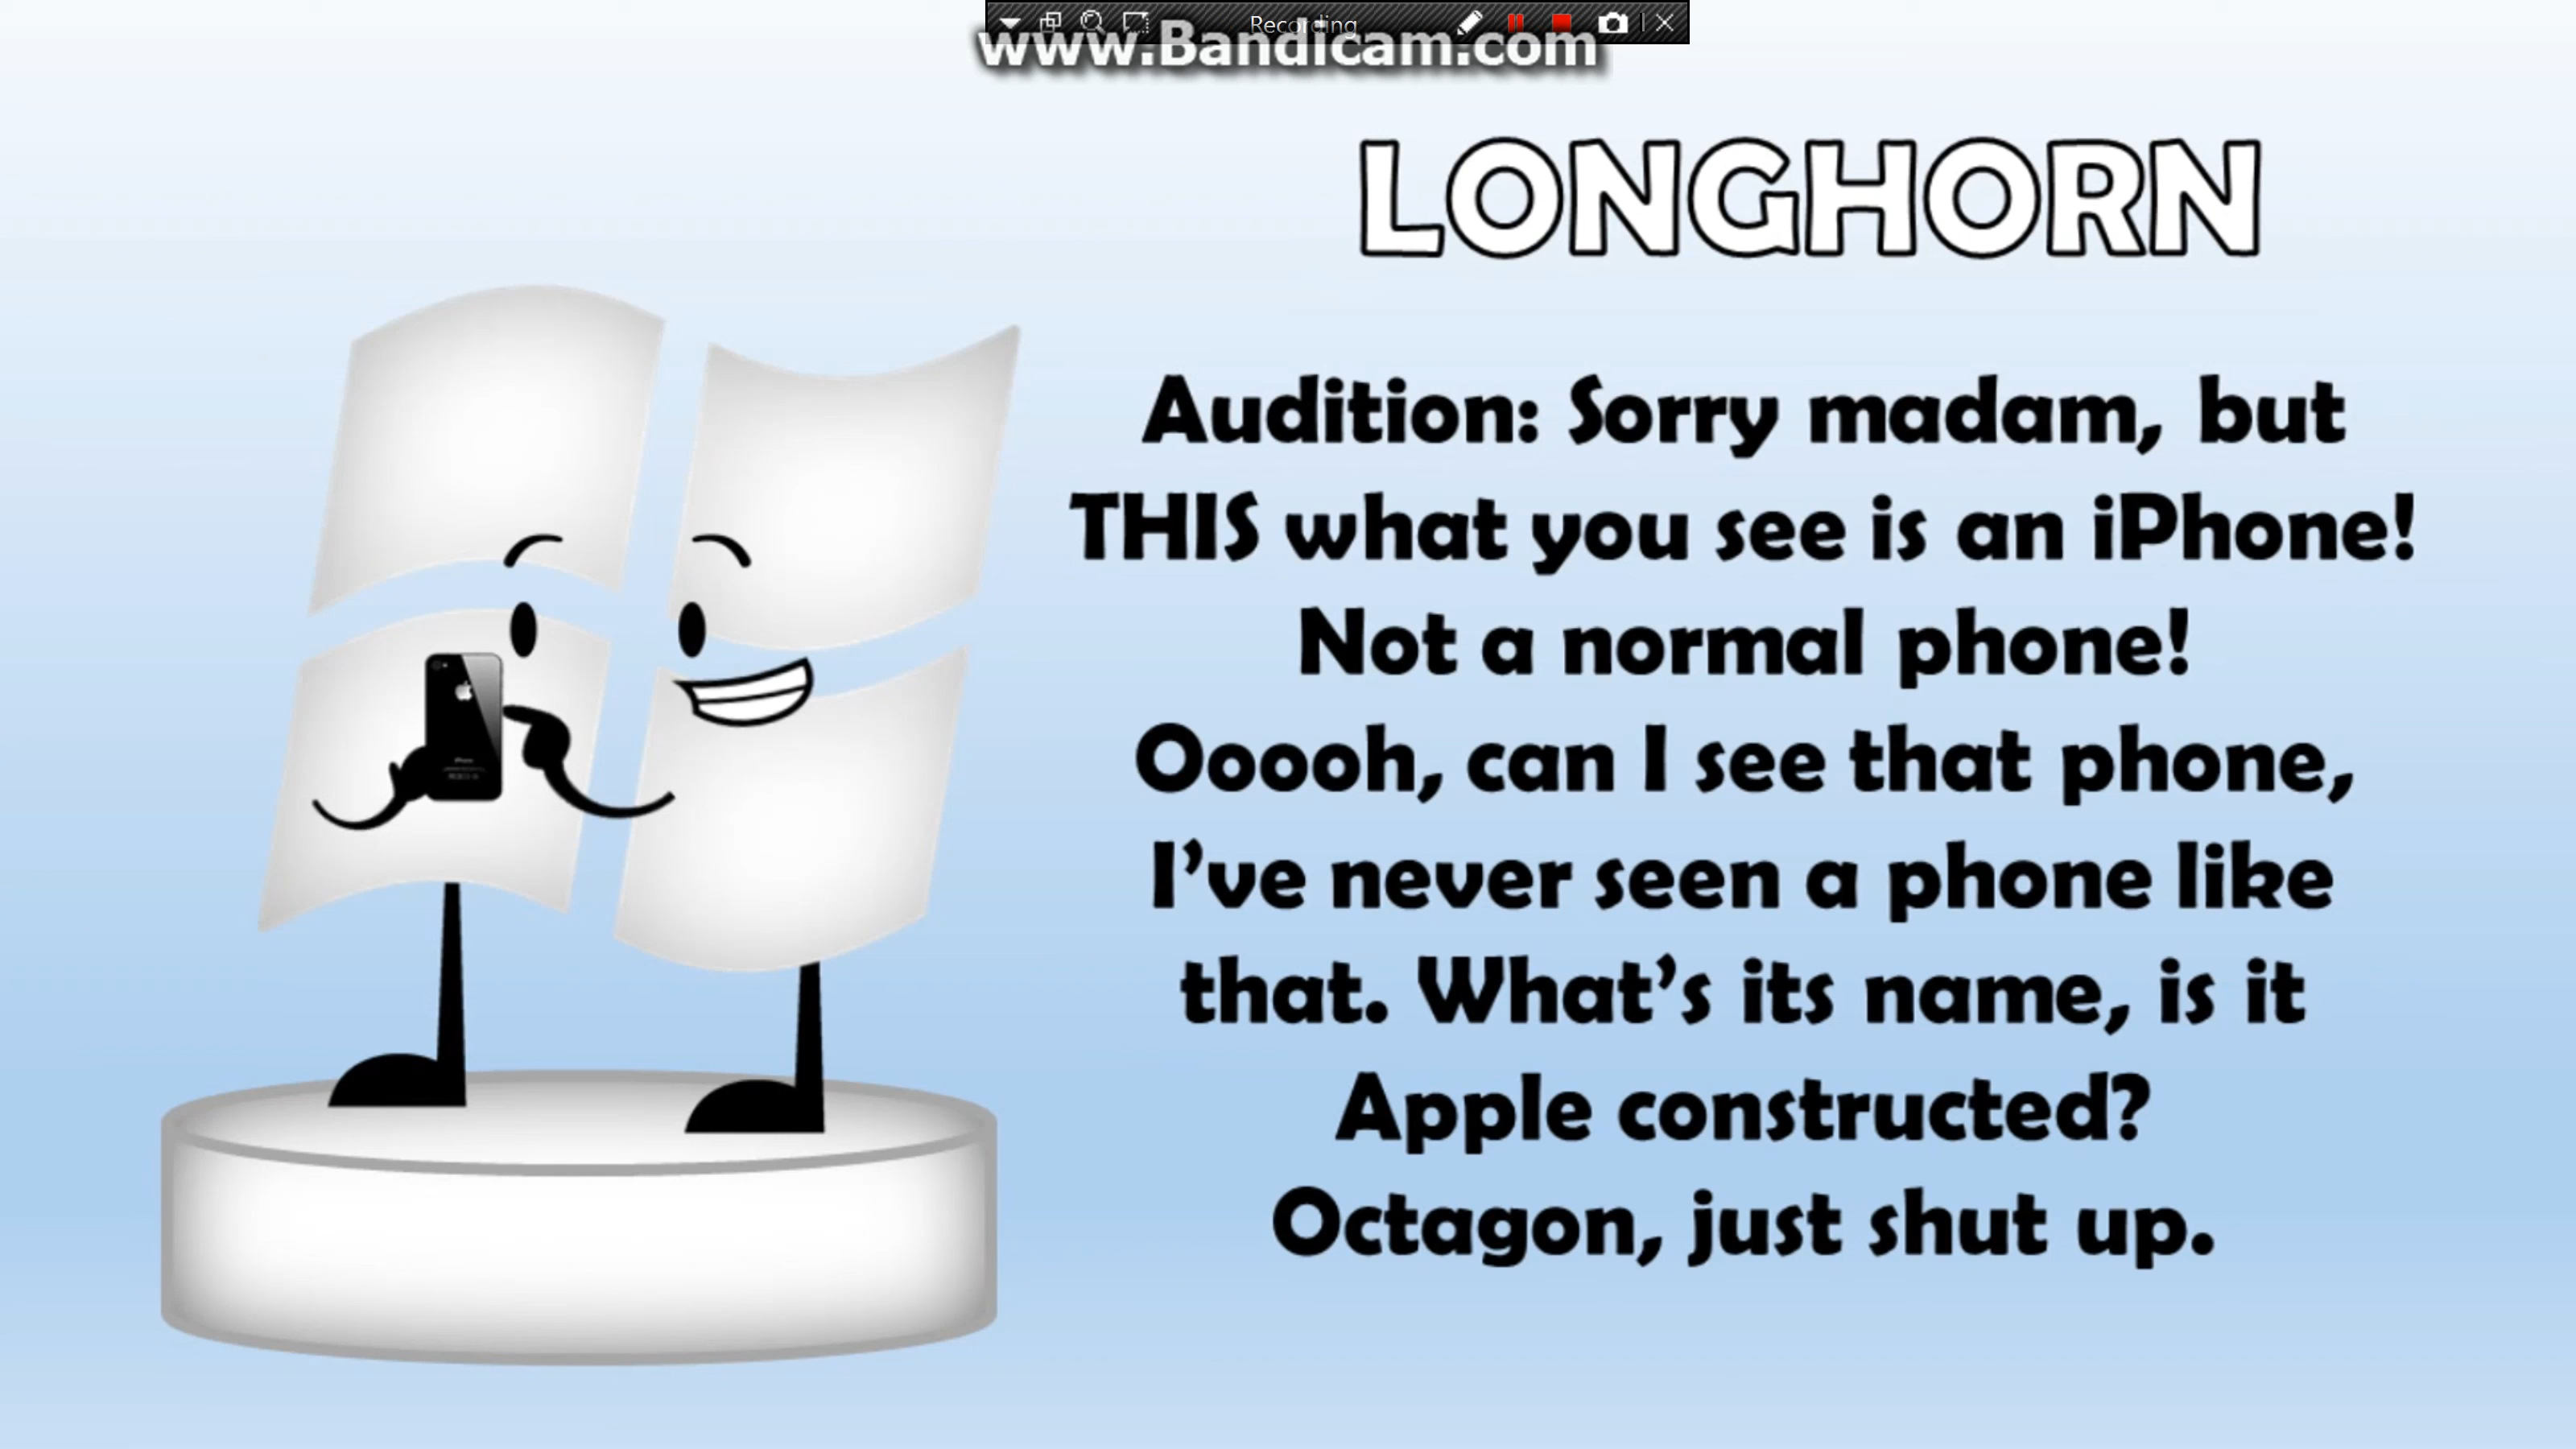 Recording
www.Bandicam.com
LONGHORN
Audition: Sorry madam, but
THIS what you see is an iPhone!
Not a normal phone!
Ooooh, can I see that phone,
I've never seen a phone like
that. What's its name, is it
Apple constructed?
Octagon, just shut up.